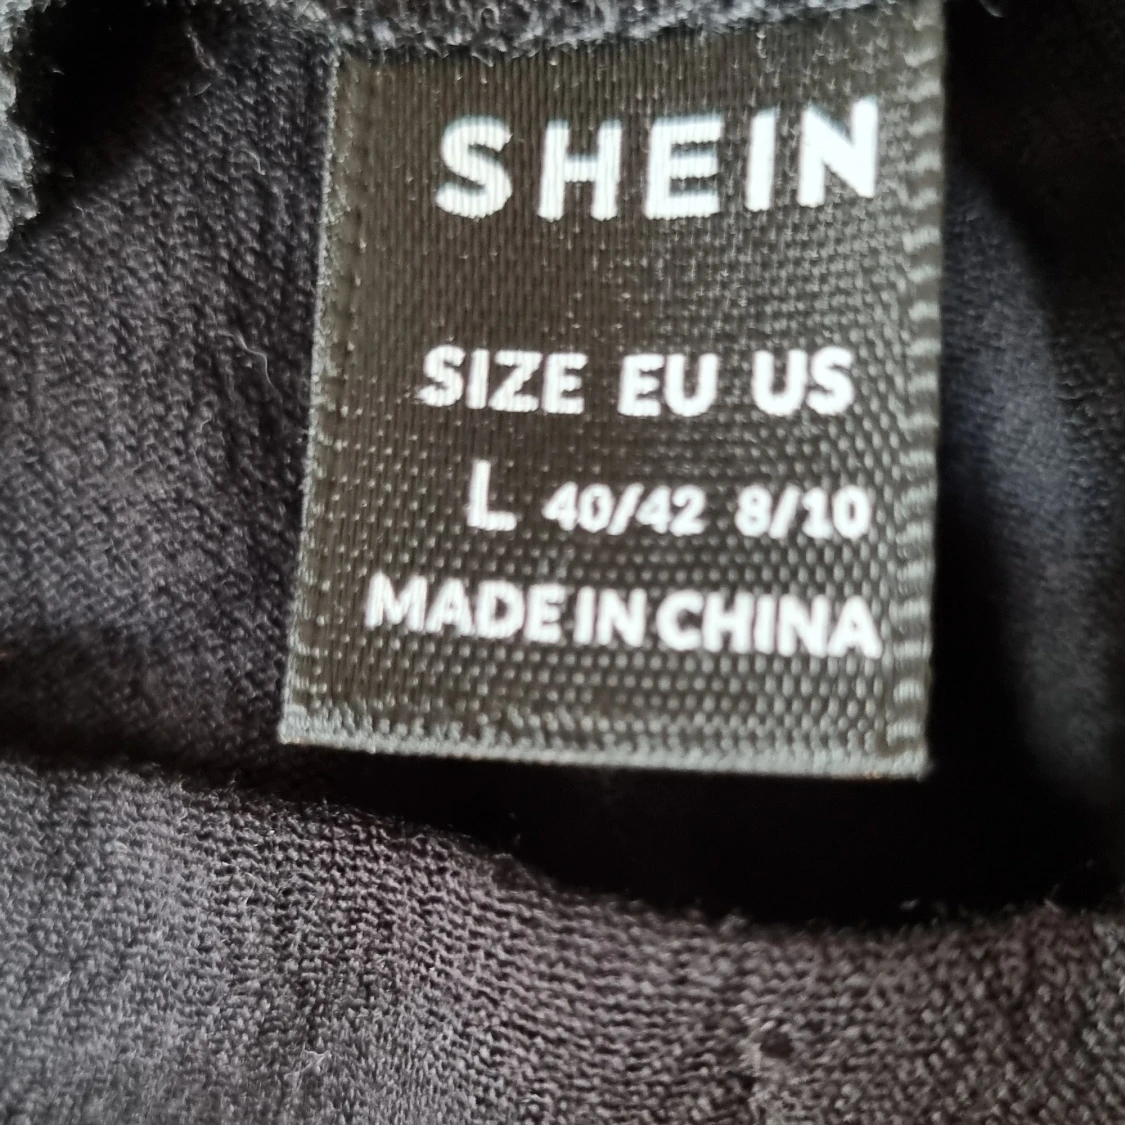 SHEIN
SIZE EU US
L 40/42 8/10
MADE IN CHINA